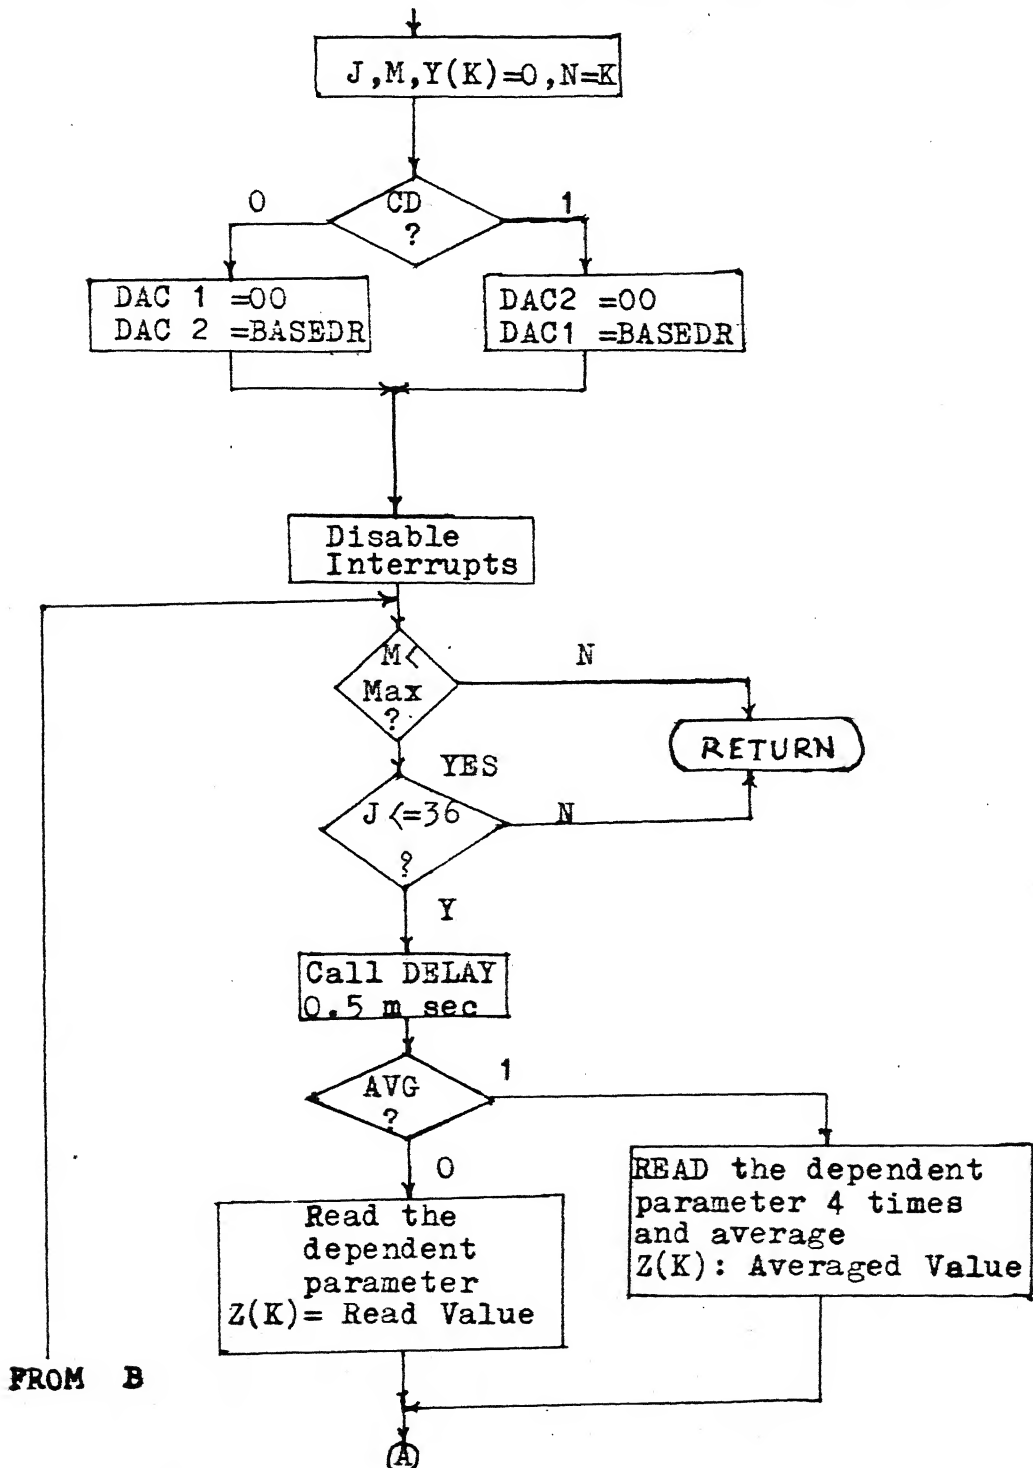 J,M,Y(K)=0,N=K
CD
?
0
1
DAC 1 =00
DAC 2 =BASEDR
DAC2 =00
DAC1 =BASEDR
Disable
Interrupts
M<
Max
?
N
RETURN
YES
J <=36
?
N
Y
Call DELAY
0.5 m sec
AVG
?
1
0
Read the
dependent
parameter
Z(K)= Read Value
READ the dependent
parameter 4 times
and average
Z(K): Averaged Value
FROM B
A